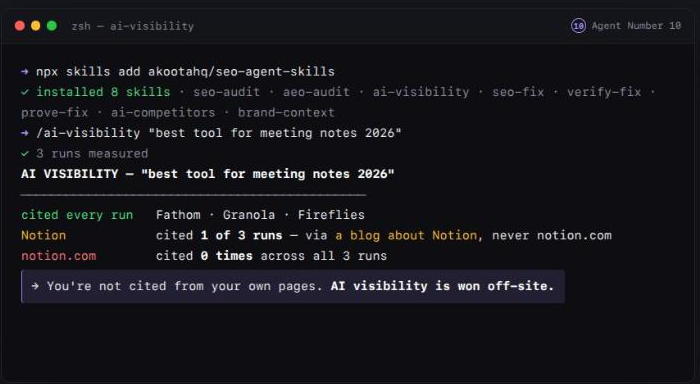 zsh — ai-visibility
10 Agent Number 10
→ npx skills add akootahq/seo-agent-skills
✓ installed 8 skills · seo-audit · aeo-audit · ai-visibility · seo-fix · verify-fix ·
prove-fix · ai-competitors · brand-context
→ /ai-visibility "best tool for meeting notes 2026"
✓ 3 runs measured
AI VISIBILITY — "best tool for meeting notes 2026"
cited every run Fathom · Granola · Fireflies
Notion cited 1 of 3 runs — via a blog about Notion, never notion.com
notion.com cited 0 times across all 3 runs
→ You're not cited from your own pages. AI visibility is won off-site.